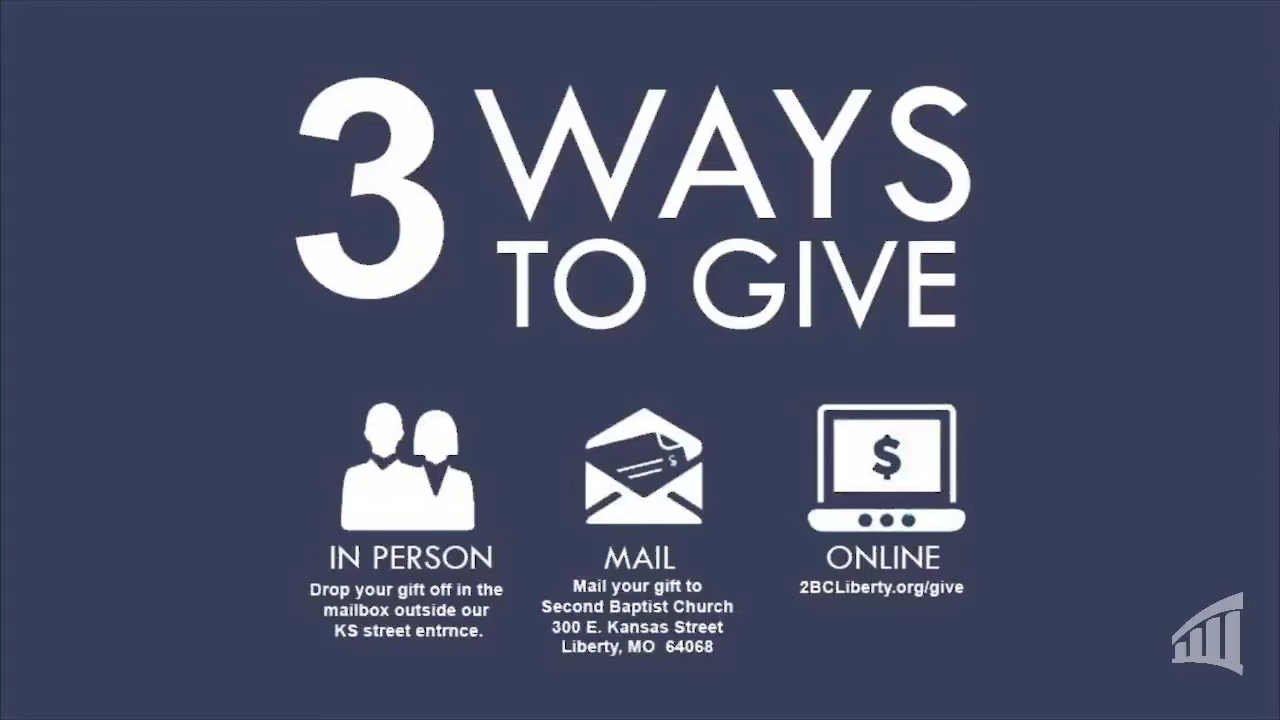 3 WAYS
TO GIVE
IN PERSON
Drop your gift off in the
mailbox outside our
KS street entrnce.
MAIL
Mail your gift to
Second Baptist Church
300 E. Kansas Street
Liberty, MO 64068
ONLINE
2BCLiberty.org/give
$
$